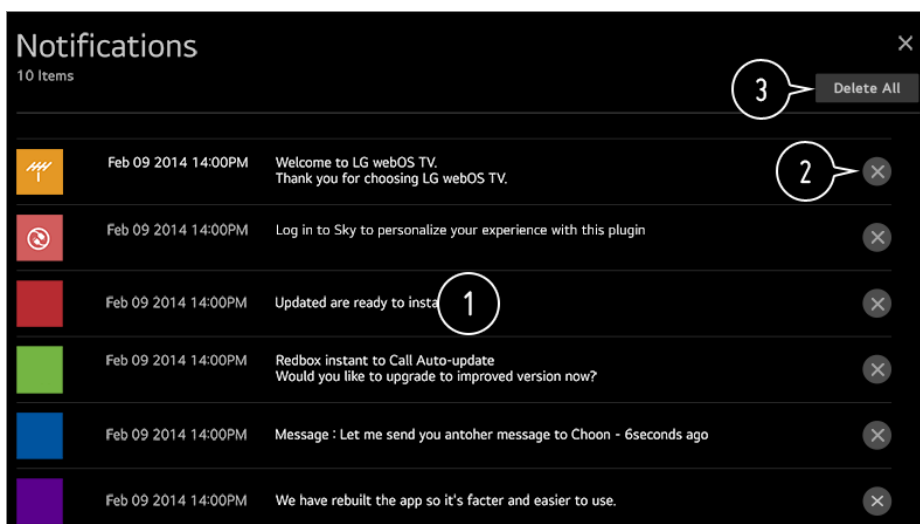 Notifications
10 Items
3
Delete All
Feb 09 2014 14:00PM
Welcome to LG webOS TV.
Thank you for choosing LG webOS TV.
2
Feb 09 2014 14:00PM
Log in to Sky to personalize your experience with this plugin
Feb 09 2014 14:00PM
Updated are ready to insta
1
Feb 09 2014 14:00PM
Redbox instant to Call Auto-update
Would you like to upgrade to improved version now?
Feb 09 2014 14:00PM
Message : Let me send you antoher message to Choon - 6seconds ago
Feb 09 2014 14:00PM
We have rebuilt the app so it's facter and easier to use.